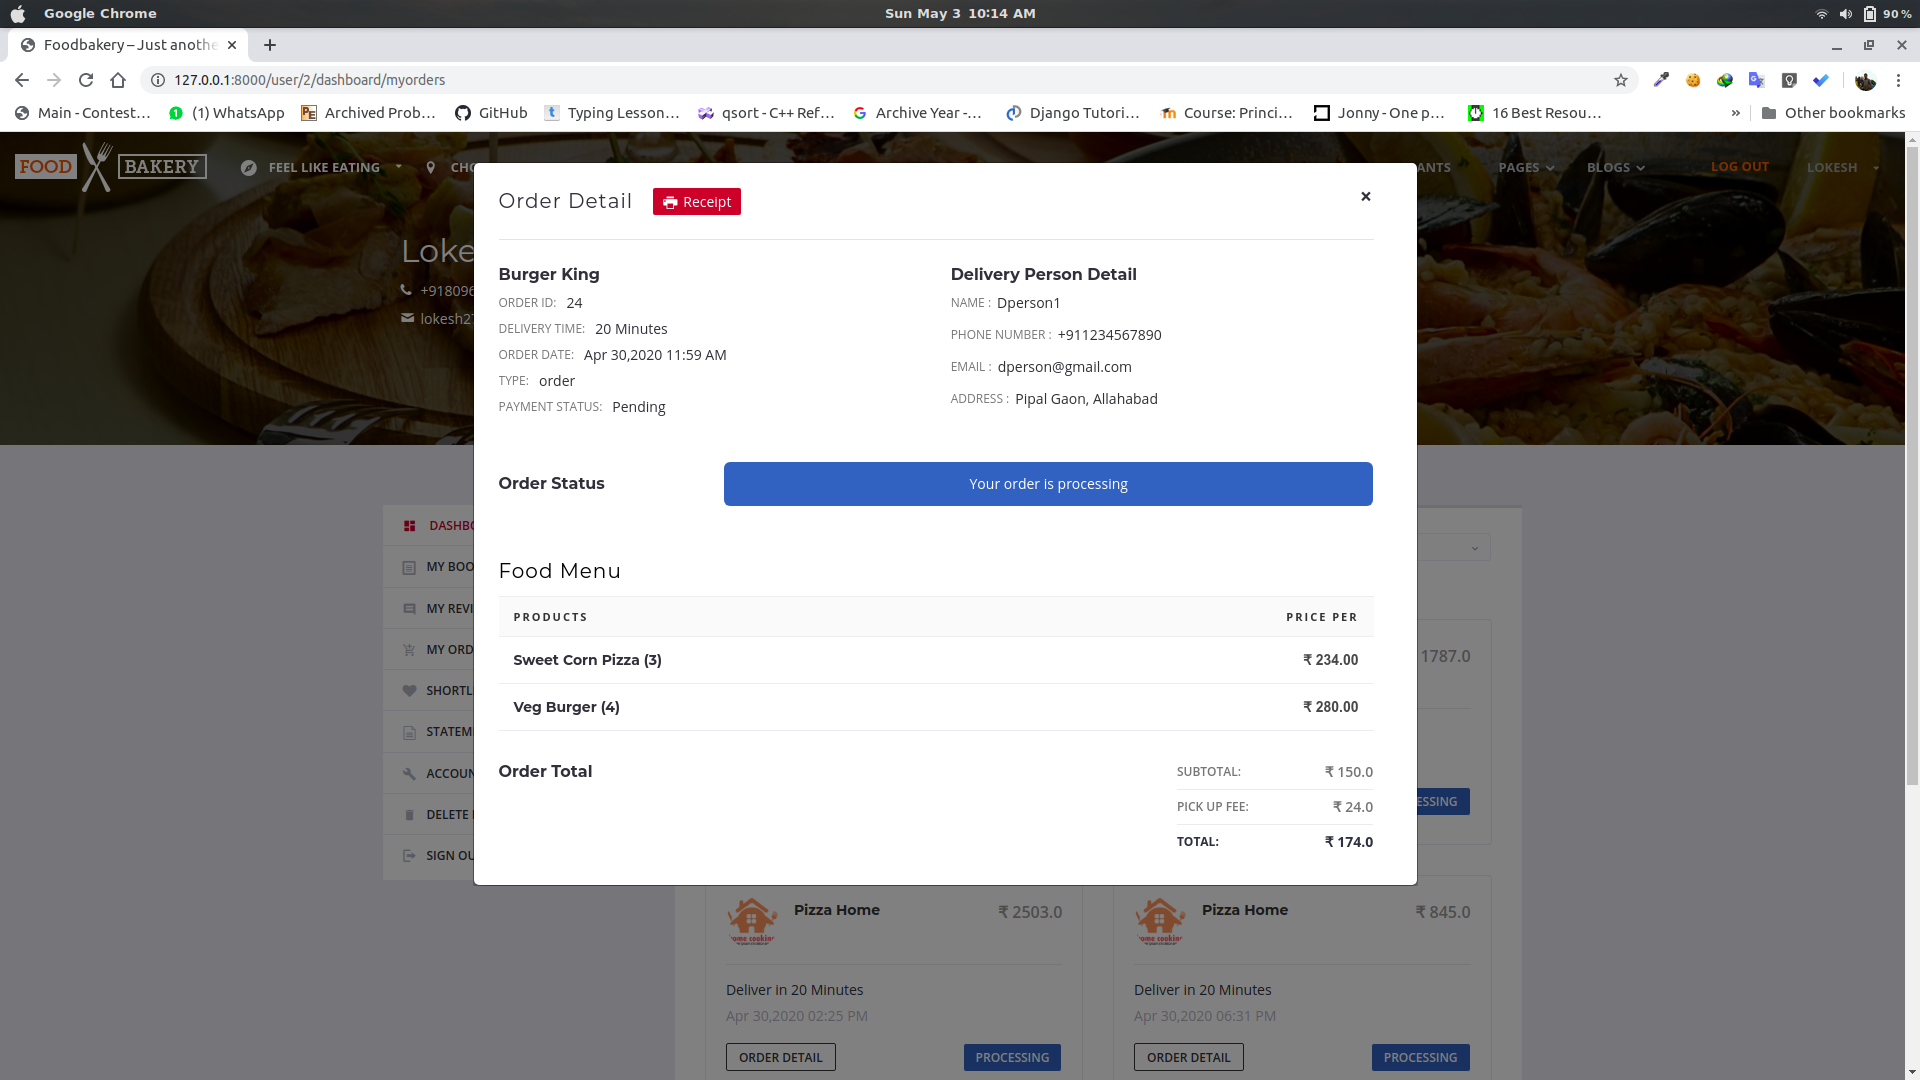 Google Chrome
Sun May 3 10:14 AM
90 %
Foodbakery – Just anothe
127.0.0.1:8000/user/2/dashboard/myorders
Main - Contest…
(1) WhatsApp
Archived Prob…
GitHub
Typing Lesson…
qsort - C++ Ref…
Archive Year -…
Django Tutori…
Course: Princi…
Jonny - One p…
16 Best Resou…
»
Other bookmarks
FOOD BAKERY
FEEL LIKE EATING
CHO
ANTS
PAGES
BLOGS
LOG OUT
LOKESH
Loke
+918096
lokesh27
Order Detail
Receipt
Burger King
ORDER ID: 24
DELIVERY TIME: 20 Minutes
ORDER DATE: Apr 30,2020 11:59 AM
TYPE: order
PAYMENT STATUS: Pending
Delivery Person Detail
NAME : Dperson1
PHONE NUMBER : +911234567890
EMAIL : dperson@gmail.com
ADDRESS : Pipal Gaon, Allahabad
Order Status
Your order is processing
Food Menu
PRODUCTS PRICE PER
Sweet Corn Pizza (3) ₹ 234.00
Veg Burger (4) ₹ 280.00
Order Total
SUBTOTAL: ₹ 150.0
PICK UP FEE: ₹ 24.0
TOTAL: ₹ 174.0
DASHBO
MY BOO
MY REVI
MY ORD
SHORTL
STATEM
ACCOUN
DELETE
SIGN OU
1787.0
ESSING
Pizza Home
₹ 2503.0
Deliver in 20 Minutes
Apr 30,2020 02:25 PM
ORDER DETAIL
PROCESSING
Pizza Home
₹ 845.0
Deliver in 20 Minutes
Apr 30,2020 06:31 PM
ORDER DETAIL
PROCESSING